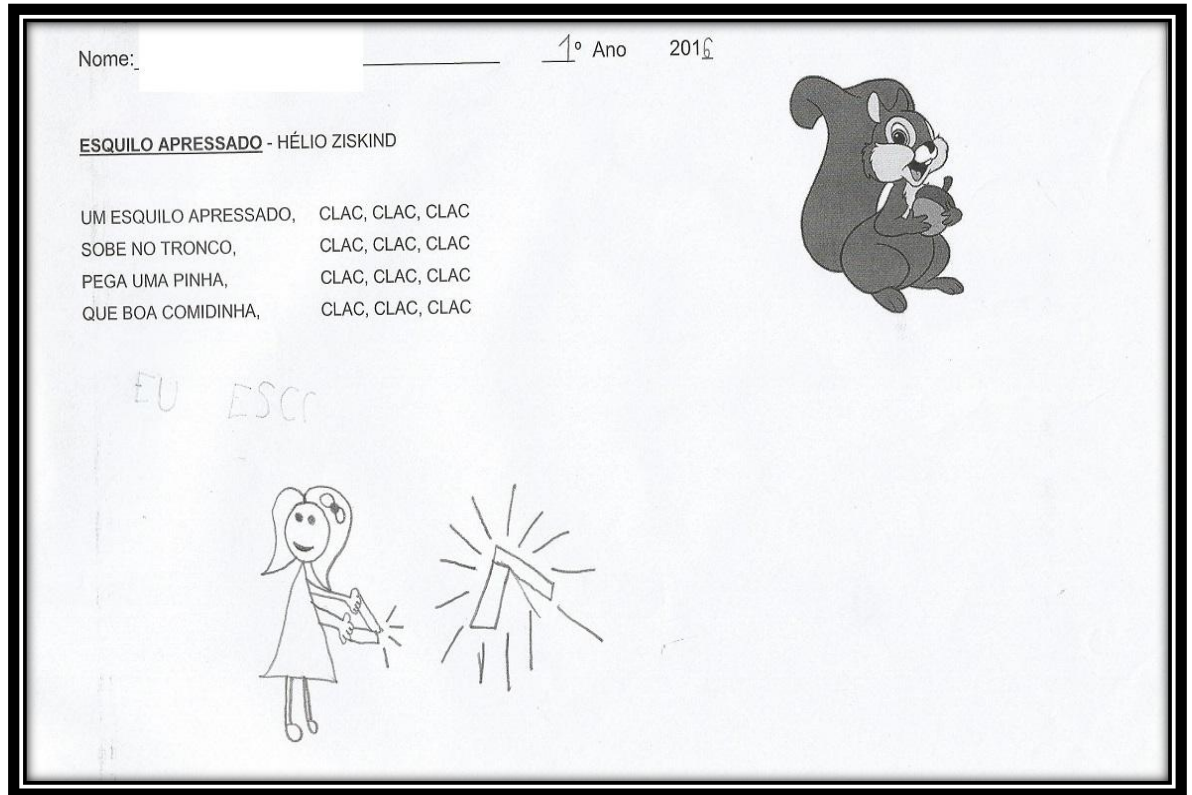 Nome: 1º Ano 2016
ESQUILO APRESSADO - HÉLIO ZISKIND
UM ESQUILO APRESSADO, CLAC, CLAC, CLAC
SOBE NO TRONCO, CLAC, CLAC, CLAC
PEGA UMA PINHA, CLAC, CLAC, CLAC
QUE BOA COMIDINHA, CLAC, CLAC, CLAC
EU ESCC